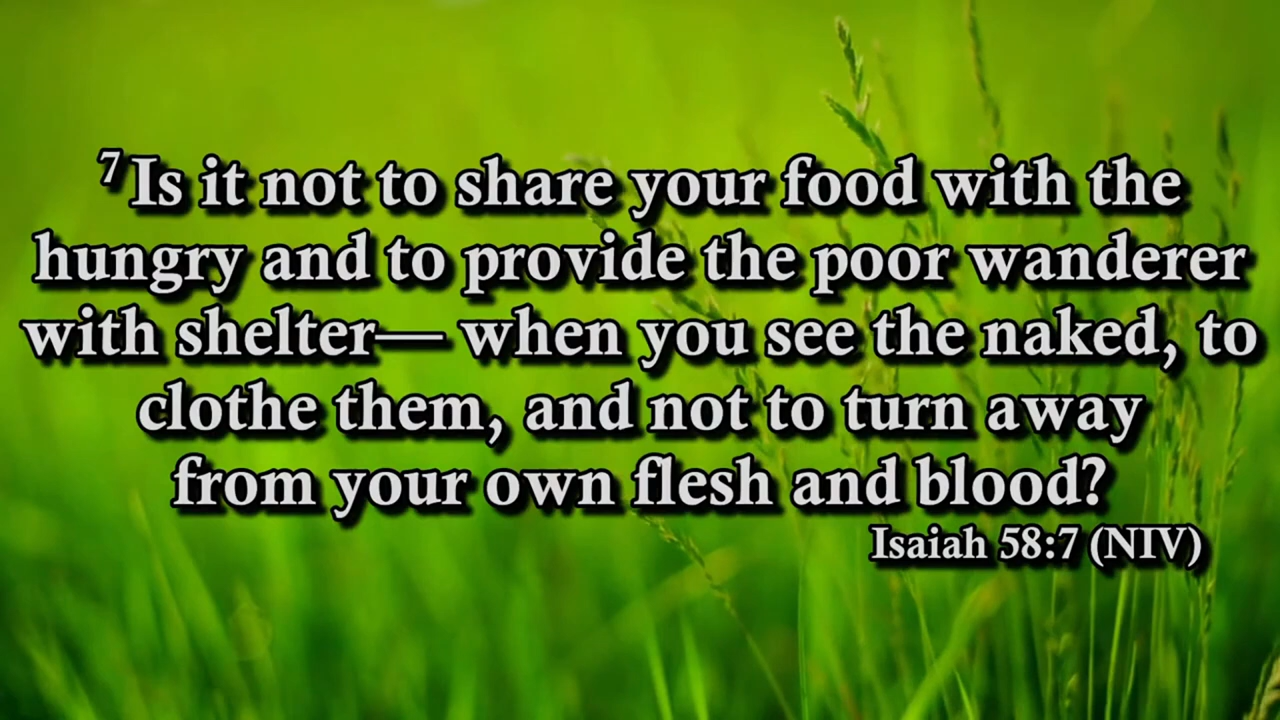 7 Is it not to share your food with the
hungry and to provide the poor wanderer
with shelter— when you see the naked, to
clothe them, and not to turn away
from your own flesh and blood?
Isaiah 58:7 (NIV)